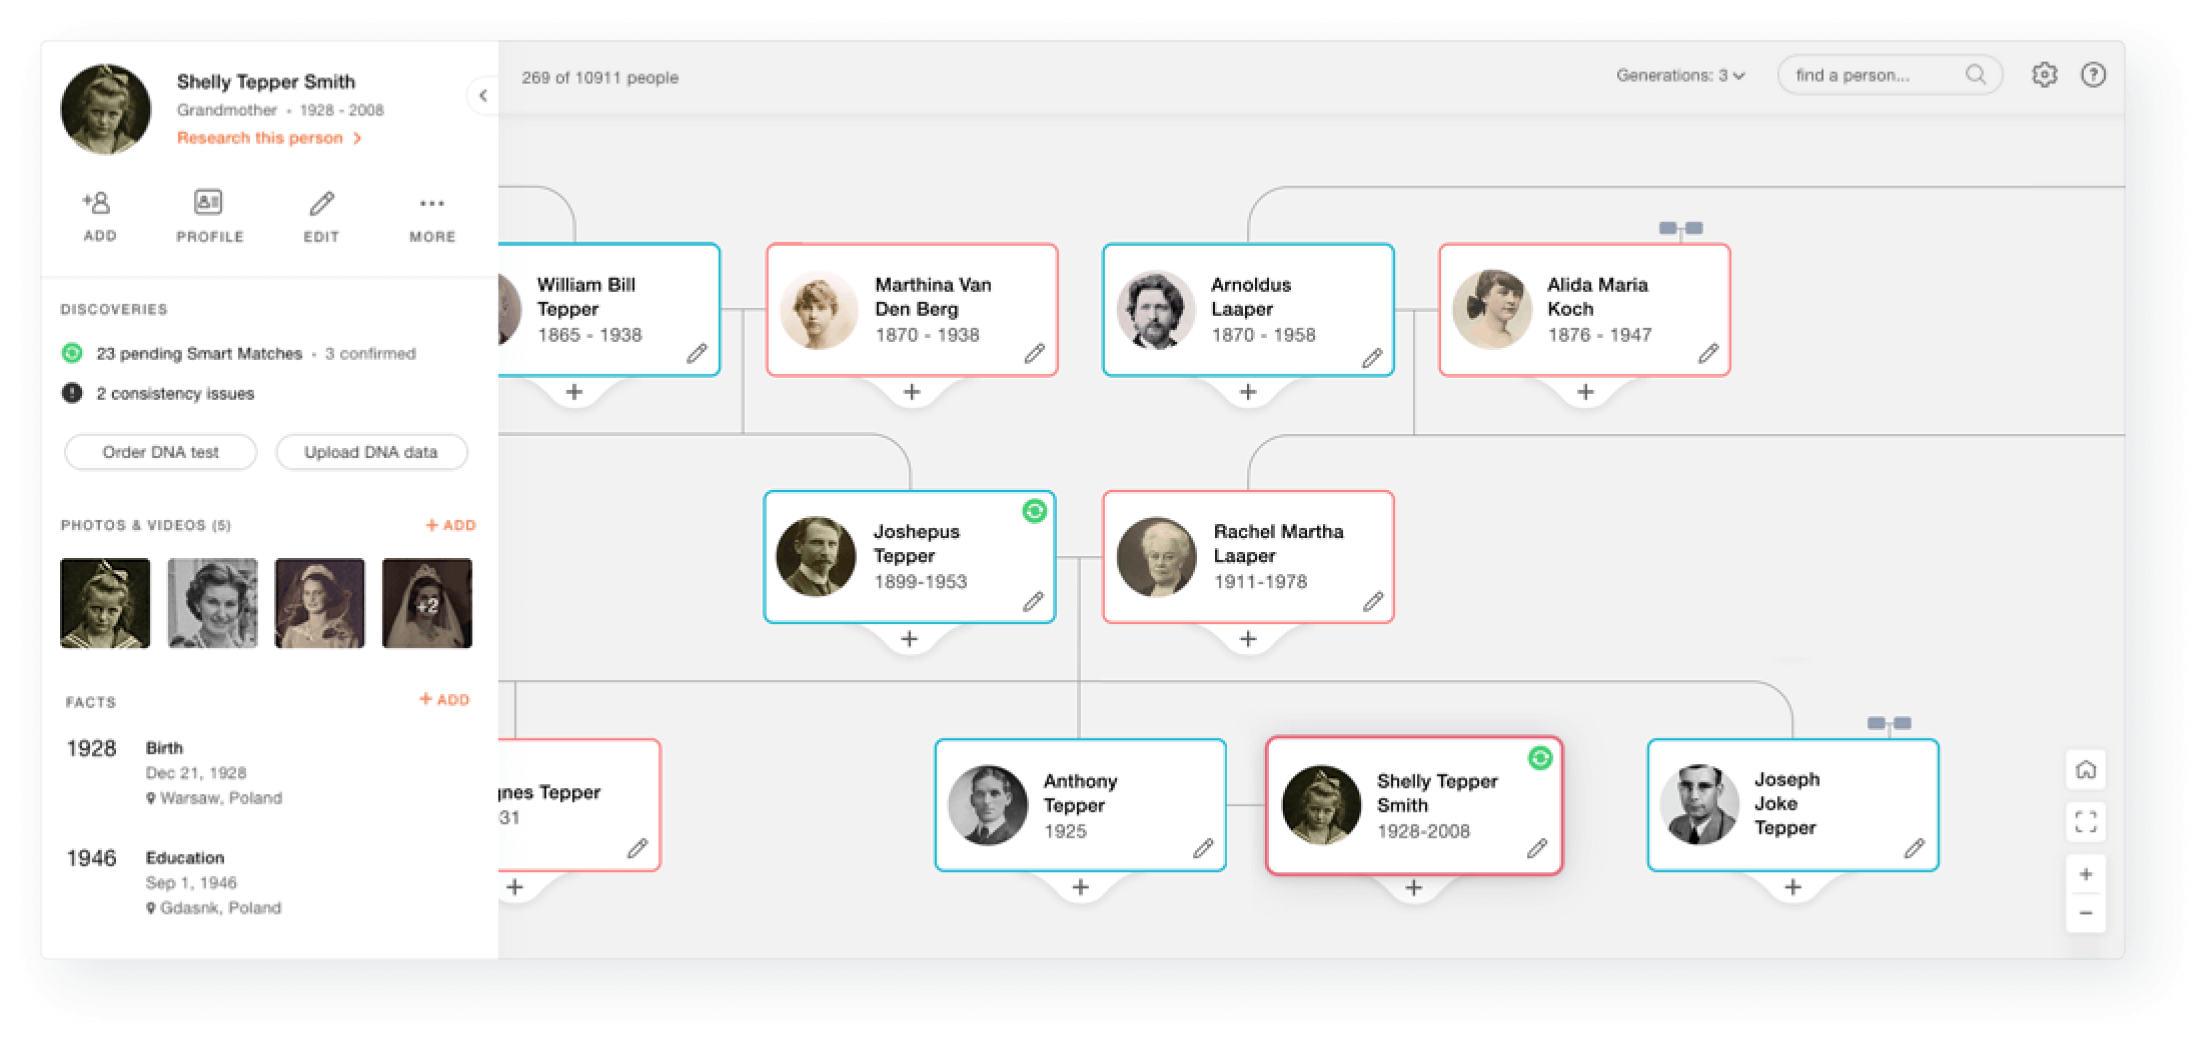 Shelly Tepper Smith
Grandmother • 1928 - 2008
Research this person >
ADD
PROFILE
EDIT
MORE
DISCOVERIES
23 pending Smart Matches • 3 confirmed
2 consistency issues
Order DNA test
Upload DNA data
PHOTOS & VIDEOS (5)
+ ADD
+2
FACTS
+ ADD
1928
Birth
Dec 21, 1928
Warsaw, Poland
1946
Education
Sep 1, 1946
Gdasnk, Poland
269 of 10911 people
Generations: 3
find a person...
William Bill
Tepper
1865 - 1938
Marthina Van
Den Berg
1870 - 1938
Arnoldus
Laaper
1870 - 1958
Alida Maria
Koch
1876 - 1947
Joshepus
Tepper
1899-1953
Rachel Martha
Laaper
1911-1978
gnes Tepper
31
Anthony
Tepper
1925
Shelly Tepper
Smith
1928-2008
Joseph
Joke
Tepper